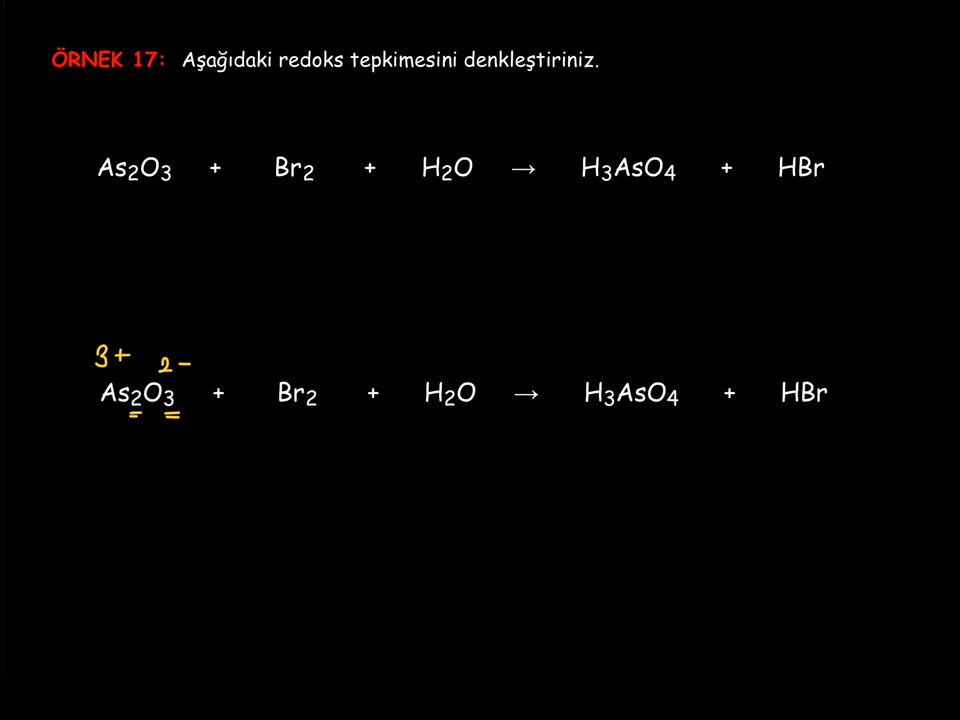 ÖRNEK 17: Aşağıdaki redoks tepkimesini denkleştiriniz.
As₂O₃ + Br₂ + H₂O → H₃AsO₄ + HBr
3+ 2-
As₂O₃ + Br₂ + H₂O → H₃AsO₄ + HBr